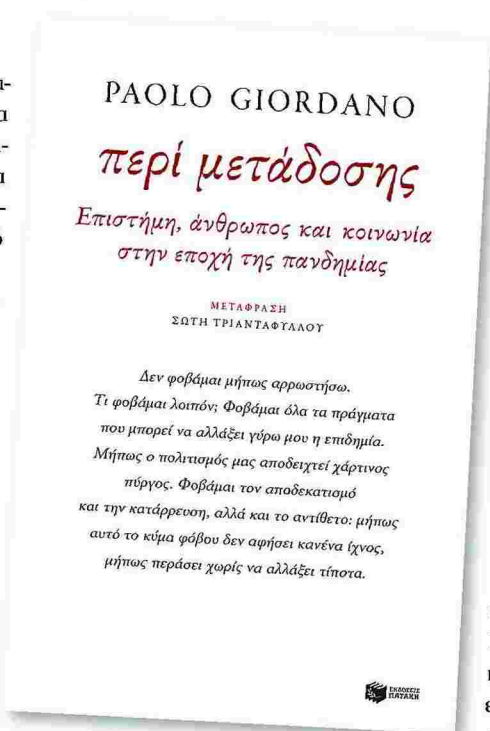 PAOLO GIORDANO
περί μετάδοσης
Επιστήμη, άνθρωπος και κοινωνία
στην εποχή της πανδημίας
ΜΕΤΑΦΡΑΣΗ
ΣΩΤΗ ΤΡΙΑΝΤΑΦΥΛΛΟΥ
Δεν φοβάμαι μήπως αρρωστήσω.
Τι φοβάμαι λοιπόν; Φοβάμαι όλα τα πράγματα
που μπορεί να αλλάξει γύρω μου η επιδημία.
Μήπως ο πολιτισμός μας αποδειχτεί χάρτινος
πύργος. Φοβάμαι τον αποδεκατισμό
και την κατάρρευση, αλλά και το αντίθετο: μήπως
αυτό το κύμα φόβου δεν αφήσει κανένα ίχνος,
μήπως περάσει χωρίς να αλλάξει τίποτα.
ΕΚΔΟΣΕΙΣ
ΠΑΤΑΚΗ